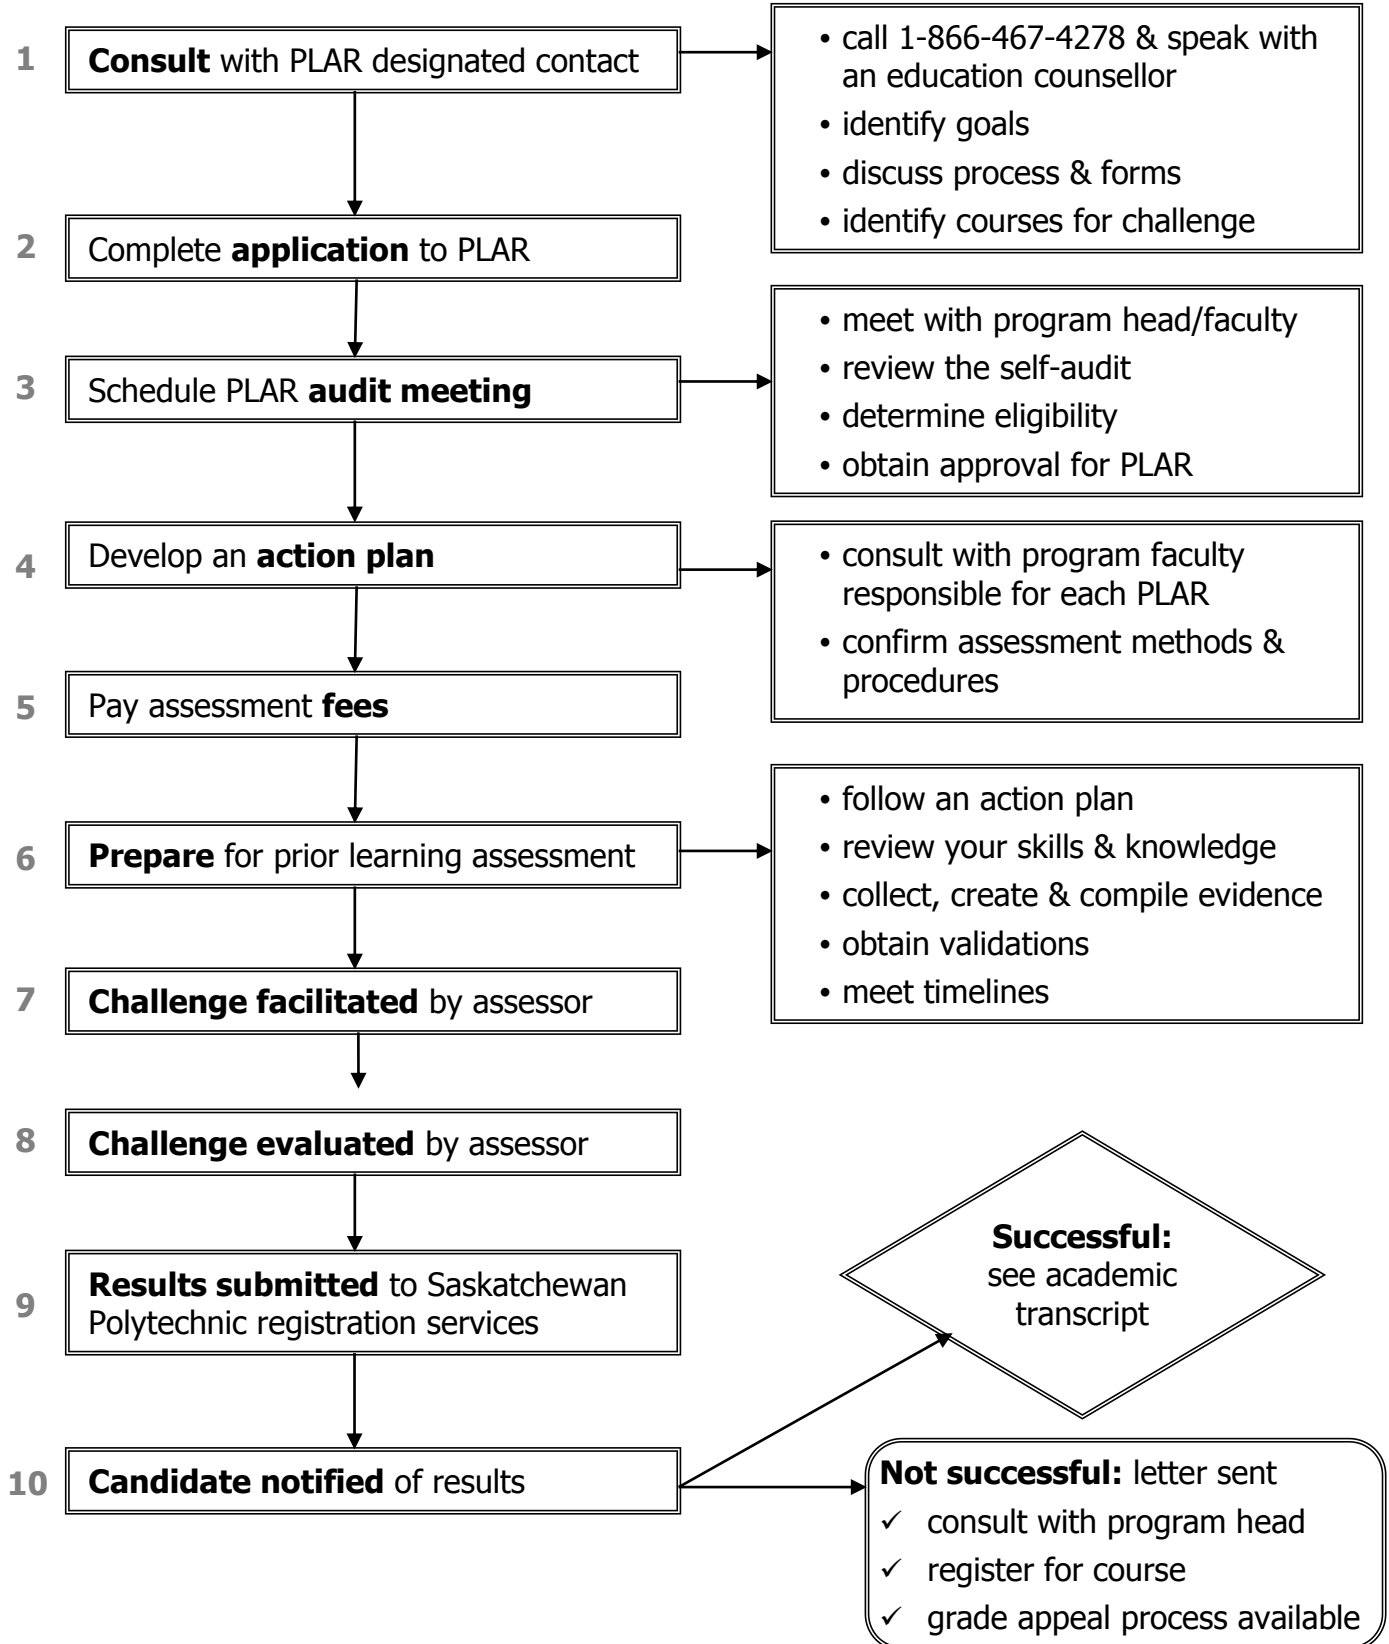 1
Consult with PLAR designated contact
• call 1-866-467-4278 & speak with
an education counsellor
• identify goals
• discuss process & forms
• identify courses for challenge
2
Complete application to PLAR
3
Schedule PLAR audit meeting
• meet with program head/faculty
• review the self-audit
• determine eligibility
• obtain approval for PLAR
4
Develop an action plan
• consult with program faculty
responsible for each PLAR
• confirm assessment methods &
procedures
5
Pay assessment fees
6
Prepare for prior learning assessment
• follow an action plan
• review your skills & knowledge
• collect, create & compile evidence
• obtain validations
• meet timelines
7
Challenge facilitated by assessor
8
Challenge evaluated by assessor
9
Results submitted to Saskatchewan
Polytechnic registration services
10
Candidate notified of results
Successful:
see academic
transcript
Not successful: letter sent
✓ consult with program head
✓ register for course
✓ grade appeal process available